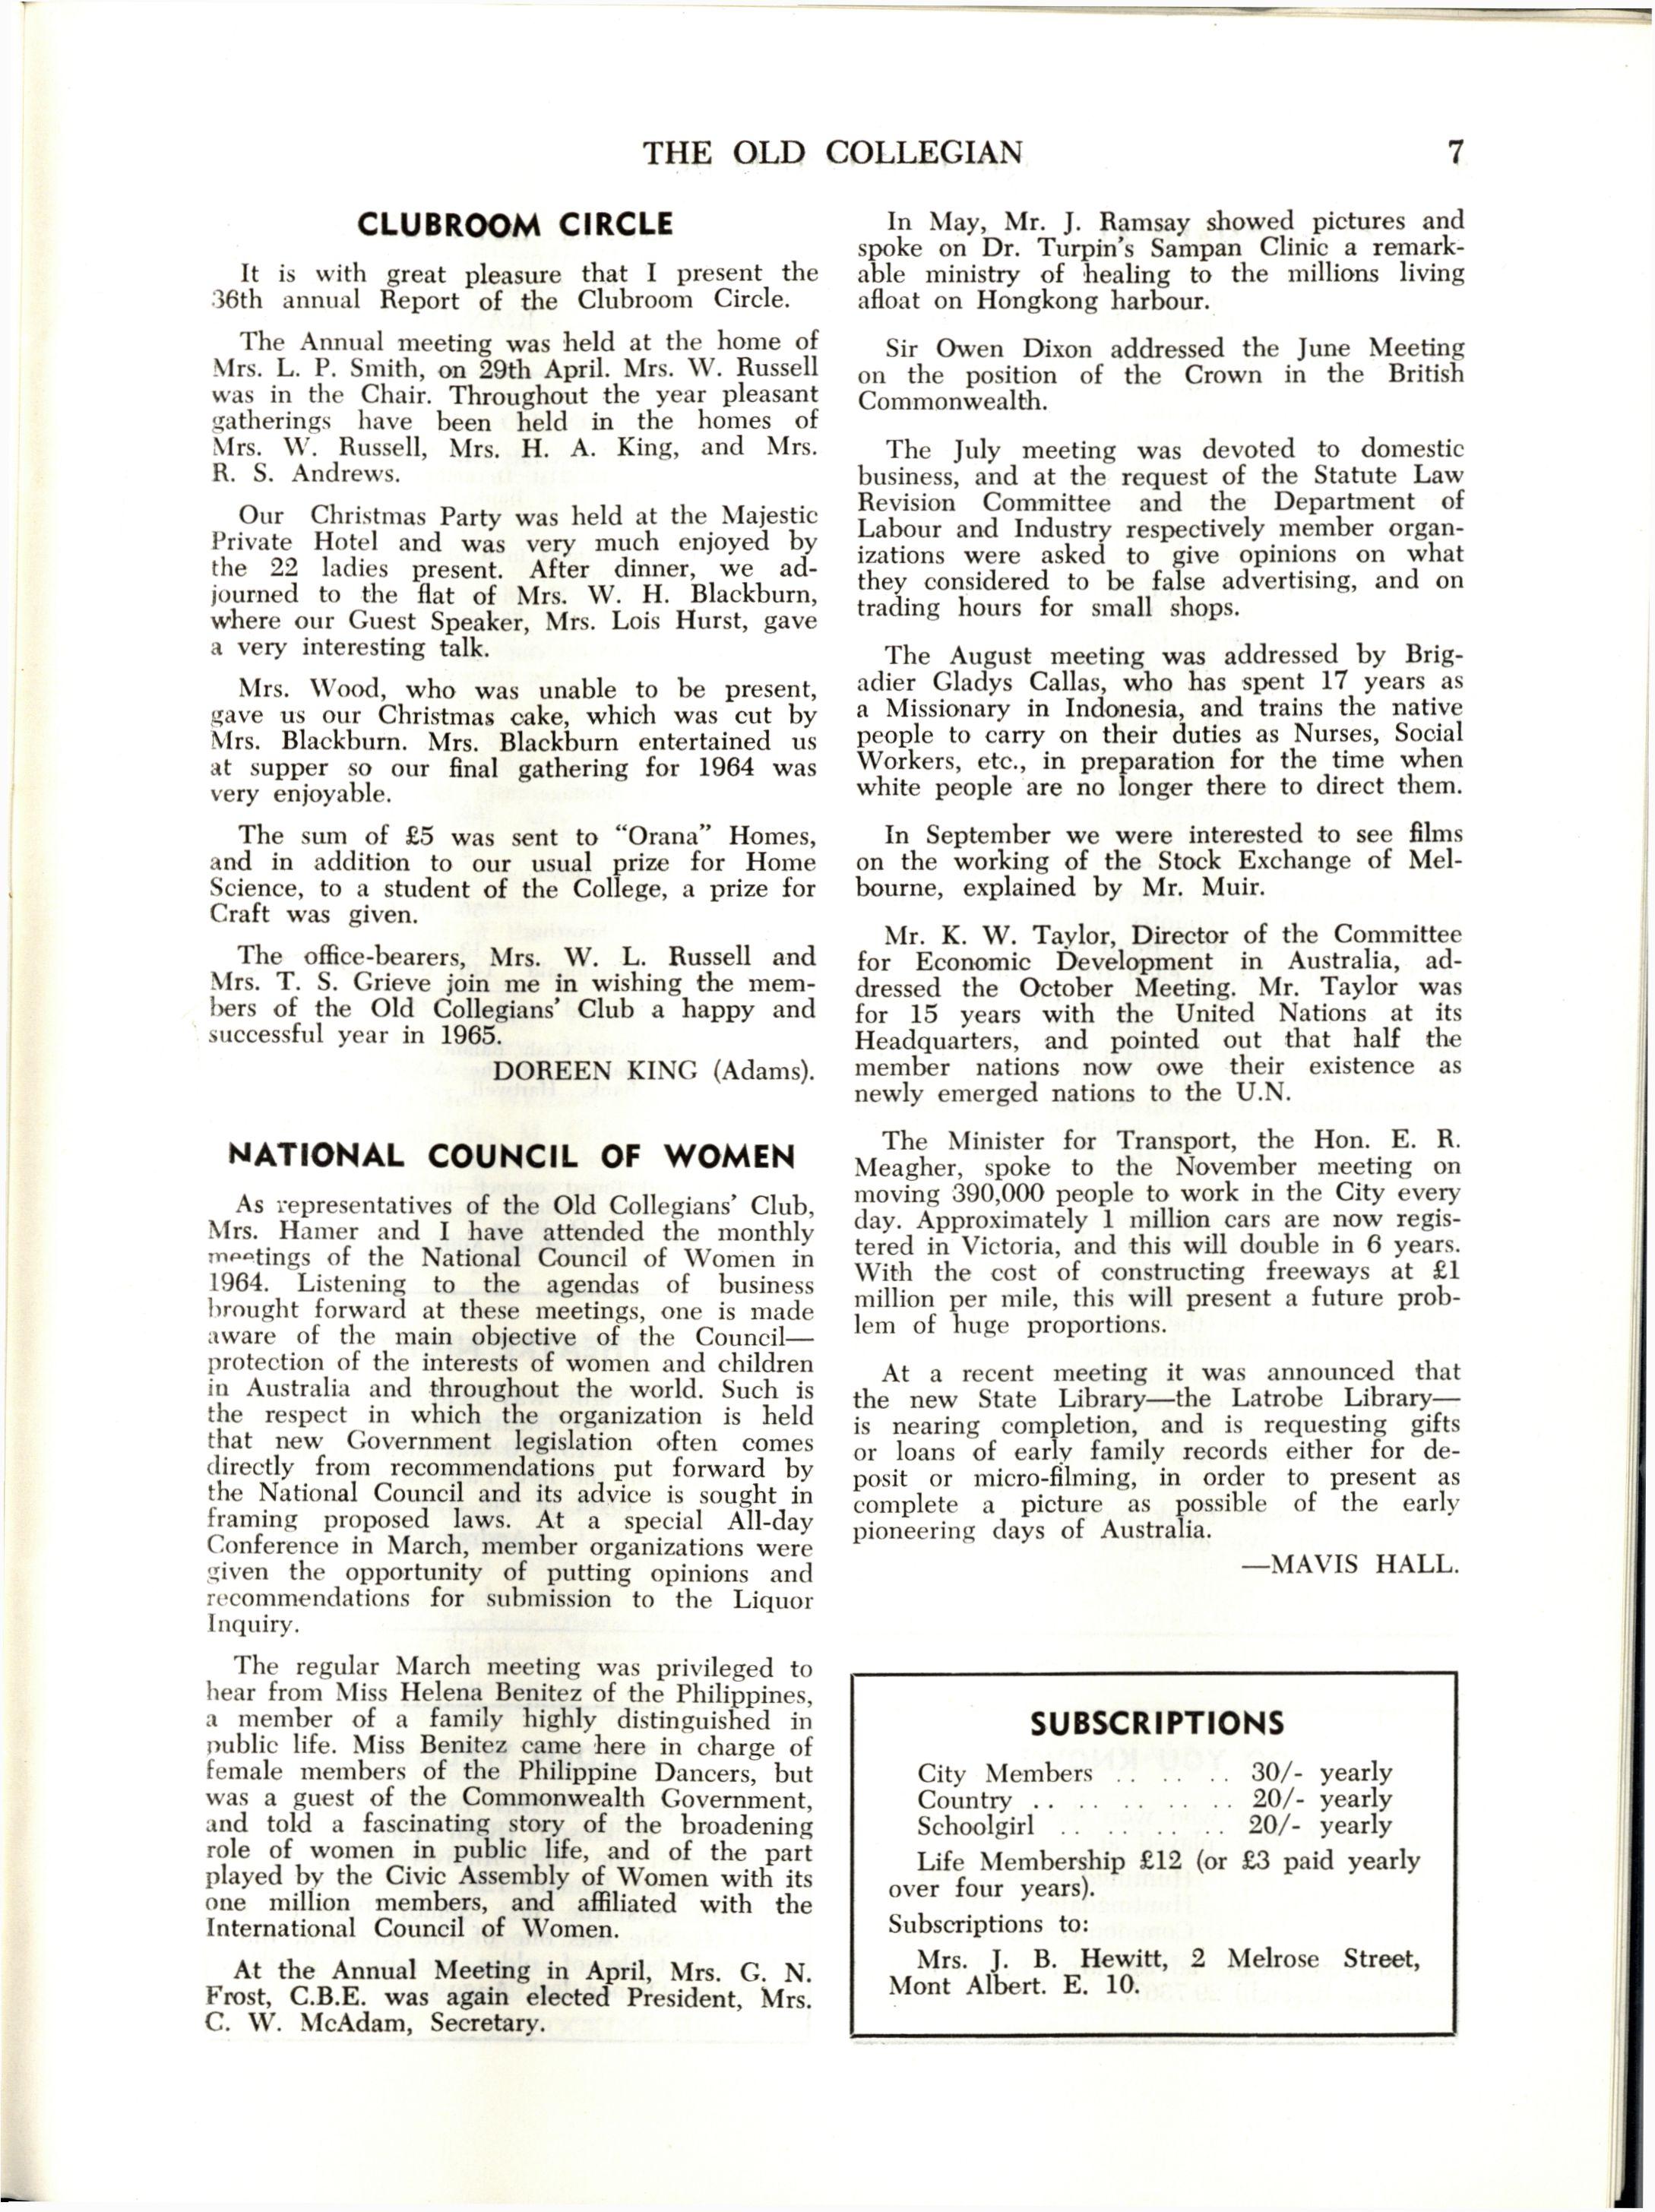 THE OLD COLLEGIAN
7
CLUBROOM CIRCLE
It is with great pleasure that I present the
36th annual Report of the Clubroom Circle.
The Annual meeting was held at the home of
Mrs. L. P. Smith, on 29th April. Mrs. W. Russell
was in the Chair. Throughout the year pleasant
gatherings have been held in the homes of
Mrs. W. Russell, Mrs. H. A. King, and Mrs.
R. S. Andrews.
Our Christmas Party was held at the Majestic
Private Hotel and was very much enjoyed by
the 22 ladies present. After dinner, we ad-
journed to the flat of Mrs. W. H. Blackburn,
where our Guest Speaker, Mrs. Lois Hurst, gave
a very interesting talk.
Mrs. Wood, who was unable to be present,
gave us our Christmas cake, which was cut by
Mrs. Blackburn. Mrs. Blackburn entertained us
at supper so our final gathering for 1964 was
very enjoyable.
The sum of £5 was sent to "Orana" Homes,
and in addition to our usual prize for Home
Science, to a student of the College, a prize for
Craft was given.
The office-bearers, Mrs. W. L. Russell and
Mrs. T. S. Grieve join me in wishing the mem-
bers of the Old Collegians' Club a happy and
successful year in 1965.
DOREEN KING (Adams).
NATIONAL COUNCIL OF WOMEN
As representatives of the Old Collegians' Club,
Mrs. Hamer and I have attended the monthly
meetings of the National Council of Women in
1964. Listening to the agendas of business
brought forward at these meetings, one is made
aware of the main objective of the Council—
protection of the interests of women and children
in Australia and throughout the world. Such is
the respect in which the organization is held
that new Government legislation often comes
directly from recommendations put forward by
the National Council and its advice is sought in
framing proposed laws. At a special All-day
Conference in March, member organizations were
given the opportunity of putting opinions and
recommendations for submission to the Liquor
Inquiry.
The regular March meeting was privileged to
hear from Miss Helena Benitez of the Philippines,
a member of a family highly distinguished in
public life. Miss Benitez came here in charge of
female members of the Philippine Dancers, but
was a guest of the Commonwealth Government,
and told a fascinating story of the broadening
role of women in public life, and of the part
played by the Civic Assembly of Women with its
one million members, and affiliated with the
International Council of Women.
At the Annual Meeting in April, Mrs. G. N.
Frost, C.B.E. was again elected President, Mrs.
C. W. McAdam, Secretary.
In May, Mr. J. Ramsay showed pictures and
spoke on Dr. Turpin's Sampan Clinic a remark-
able ministry of healing to the millions living
afloat on Hongkong harbour.
Sir Owen Dixon addressed the June Meeting
on the position of the Crown in the British
Commonwealth.
The July meeting was devoted to domestic
business, and at the request of the Statute Law
Revision Committee and the Department of
Labour and Industry respectively member organ-
izations were asked to give opinions on what
they considered to be false advertising, and on
trading hours for small shops.
The August meeting was addressed by Brig-
adier Gladys Callas, who has spent 17 years as
a Missionary in Indonesia, and trains the native
people to carry on their duties as Nurses, Social
Workers, etc., in preparation for the time when
white people are no longer there to direct them.
In September we were interested to see films
on the working of the Stock Exchange of Mel-
bourne, explained by Mr. Muir.
Mr. K. W. Taylor, Director of the Committee
for Economic Development in Australia, ad-
dressed the October Meeting. Mr. Taylor was
for 15 years with the United Nations at its
Headquarters, and pointed out that half the
member nations now owe their existence as
newly emerged nations to the U.N.
The Minister for Transport, the Hon. E. R.
Meagher, spoke to the November meeting on
moving 390,000 people to work in the City every
day. Approximately 1 million cars are now regis-
tered in Victoria, and this will double in 6 years.
With the cost of constructing freeways at £1
million per mile, this will present a future prob-
lem of huge proportions.
At a recent meeting it was announced that
the new State Library—the Latrobe Library—
is nearing completion, and is requesting gifts
or loans of early family records either for de-
posit or micro-filming, in order to present as
complete a picture as possible of the early
pioneering days of Australia.
—MAVIS HALL.
SUBSCRIPTIONS
City Members .. .. .. 30/- yearly
Country .. .. .. .. .. 20/- yearly
Schoolgirl .. .. .. .. 20/- yearly
Life Membership £12 (or £3 paid yearly
over four years).
Subscriptions to:
Mrs. J. B. Hewitt, 2 Melrose Street,
Mont Albert. E. 10.